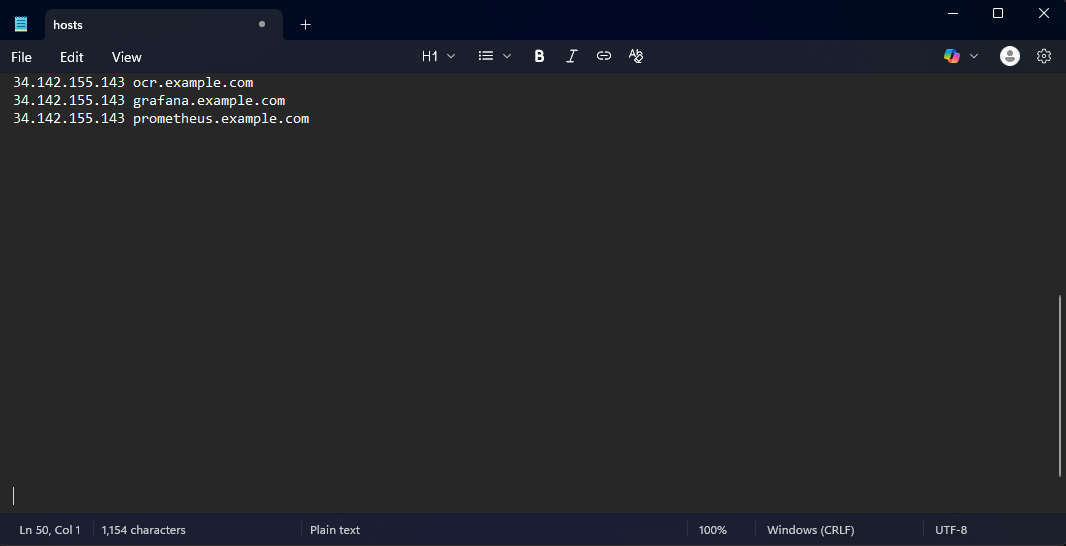 hosts
File Edit View H1 B I
34.142.155.143 ocr.example.com
34.142.155.143 grafana.example.com
34.142.155.143 prometheus.example.com
Ln 50, Col 1 1,154 characters Plain text 100% Windows (CRLF) UTF-8